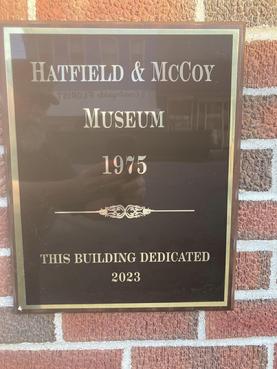 HATFIELD & MCCOY
MUSEUM
1975
THIS BUILDING DEDICATED
2023